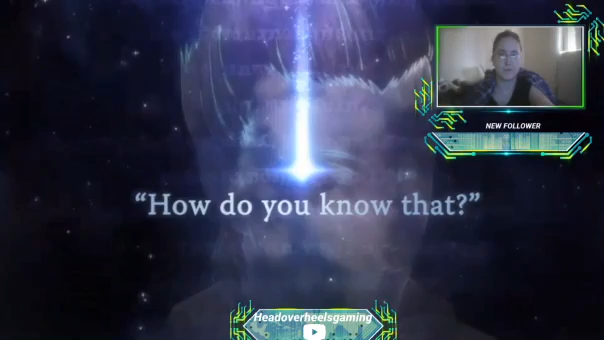 NEW FOLLOWER
“How do you know that?”
Headoverheelsgaming